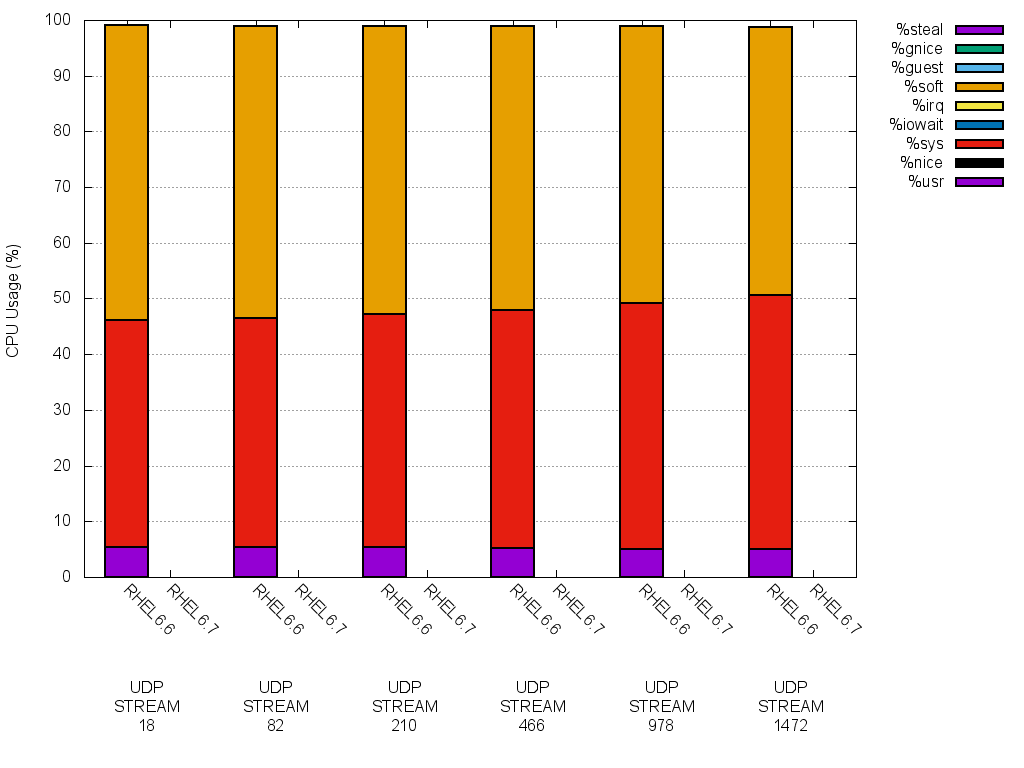 100
90
80
70
60
50
40
30
20
10
0
CPU Usage (%)
%steal
%gnice
%guest
%soft
%irq
%iowait
%sys
%nice
%usr
RHEL6.6
RHEL6.7
RHEL6.6
RHEL6.7
RHEL6.6
RHEL6.7
RHEL6.6
RHEL6.7
RHEL6.6
RHEL6.7
RHEL6.6
RHEL6.7
UDP
STREAM
18
UDP
STREAM
82
UDP
STREAM
210
UDP
STREAM
466
UDP
STREAM
978
UDP
STREAM
1472